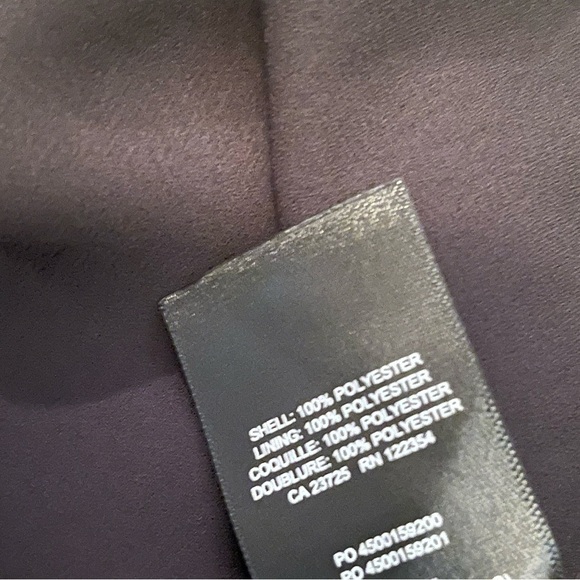 SHELL: 100% POLYESTER
LINING: 100% POLYESTER
COQUILLE: 100% POLYESTER
DOUBLURE: 100% POLYESTER
CA 23725 RN 122354
PO 4500159200
PO 4500159201